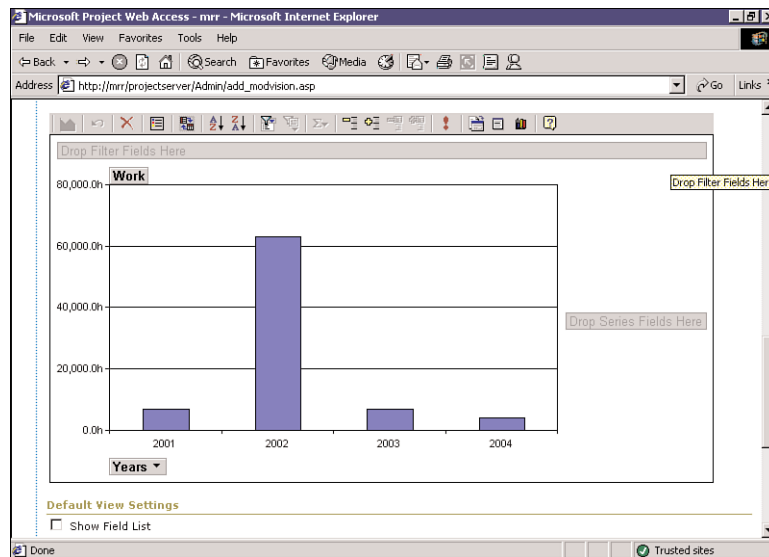 Microsoft Project Web Access - mrr - Microsoft Internet Explorer
File Edit View Favorites Tools Help
Back Search Favorites Media
Address http://mrr/projectserver/Admin/add_modvision.asp Go Links
Drop Filter Fields Here
Work
Drop Filter Fields Her
80,000.0h
60,000.0h
40,000.0h
Drop Series Fields Here
20,000.0h
0.0h
2001 2002 2003 2004
Years
Default View Settings
Show Field List
Done Trusted sites